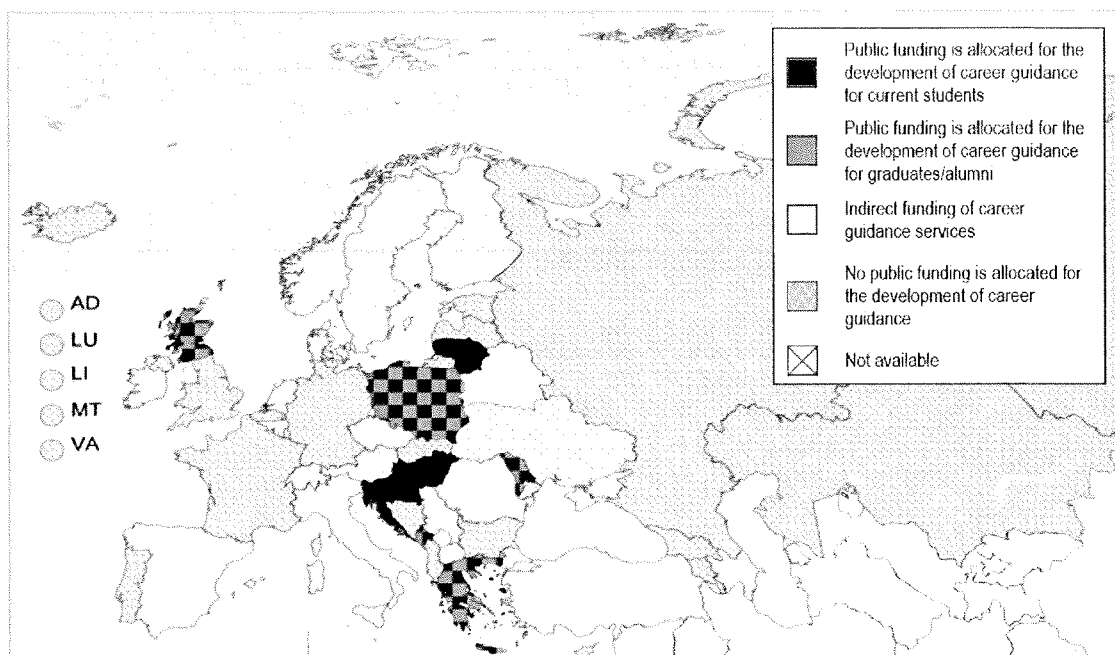 Public funding is allocated for the
development of career guidance
for current students
Public funding is allocated for the
development of career guidance
for graduates/alumni
Indirect funding of career
guidance services
No public funding is allocated for
the development of career
guidance
Not available
AD
LU
LI
MT
VA